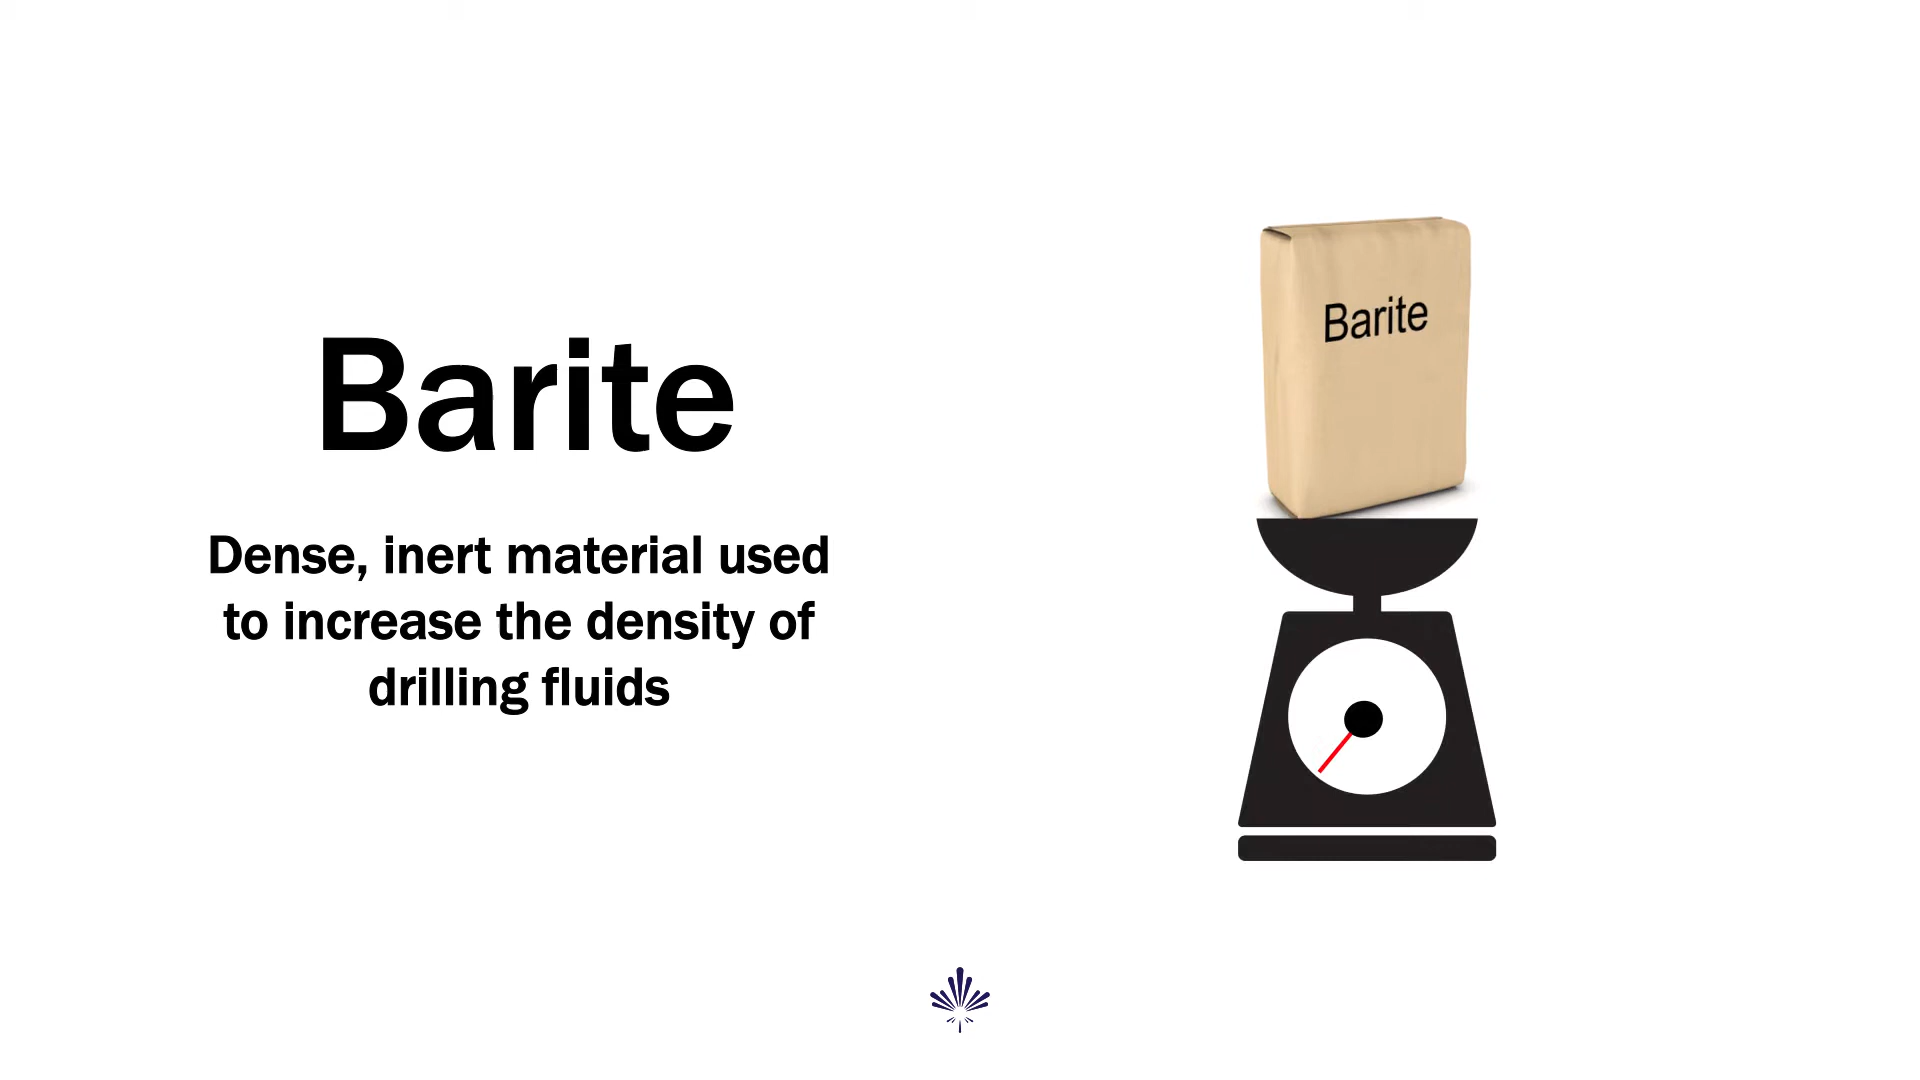 Barite
Dense, inert material used
to increase the density of
drilling fluids
Barite